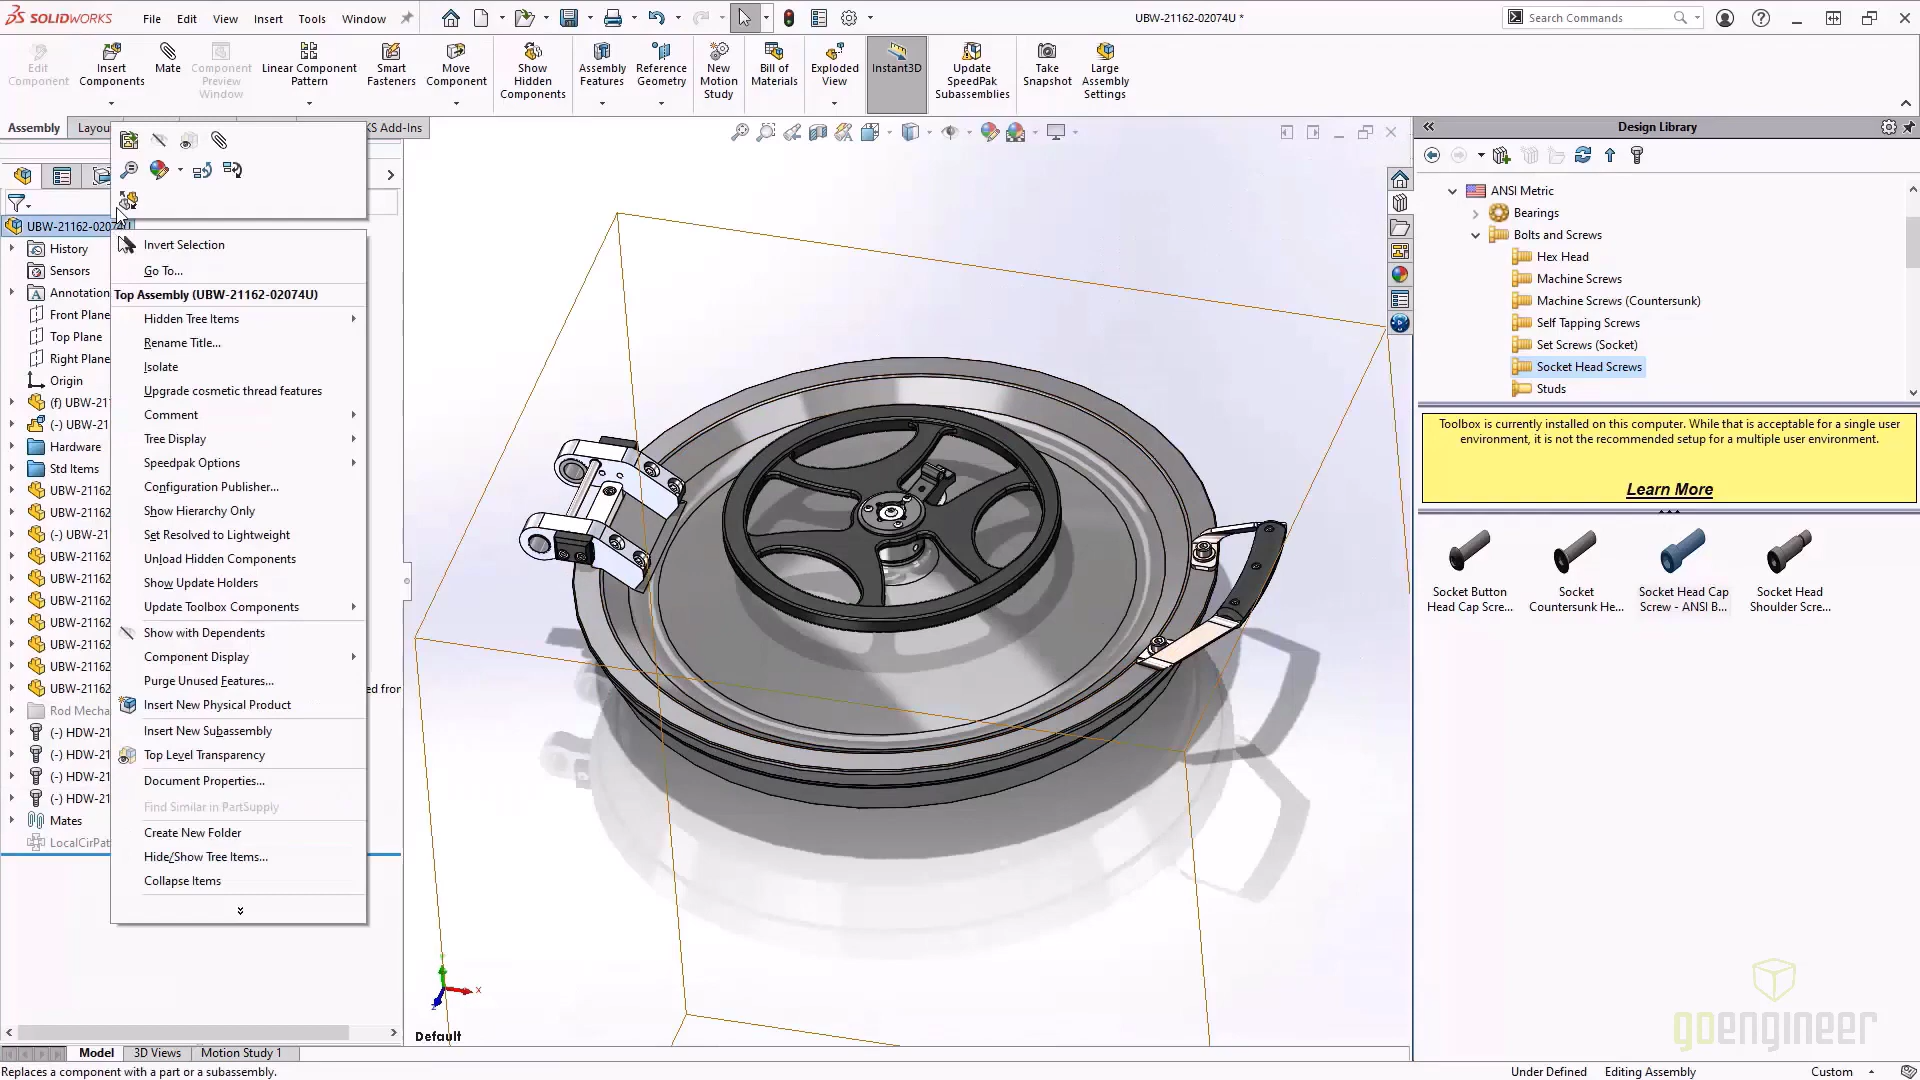 SOLIDWORKS
File
Edit
View
Insert
Tools
Window
UBW-21162-02074U *
Search Commands
Edit
Component
Insert
Components
Mate
Component
Preview
Window
Linear Component
Pattern
Smart
Fasteners
Move
Component
Show
Hidden
Components
Assembly
Features
Reference
Geometry
New
Motion
Study
Bill of
Materials
Exploded
View
Instant3D
Update
SpeedPak
Subassemblies
Take
Snapshot
Large
Assembly
Settings
Assembly
Layou
KS Add-Ins
UBW-21162-02074U
History
Sensors
Annotation
Front Plane
Top Plane
Right Plane
Origin
(f) UBW-21
(-) UBW-21
Hardware
Std Items
UBW-21162
UBW-21162
(-) UBW-21
UBW-21162
UBW-21162
UBW-21162
UBW-21162
UBW-21162
UBW-21162
UBW-21162
ed fror
Rod Mecha
(-) HDW-21
(-) HDW-21
(-) HDW-21
(-) HDW-21
Mates
LocalCirPat
Invert Selection
Go To...
Top Assembly (UBW-21162-02074U)
Hidden Tree Items
Rename Title...
Isolate
Upgrade cosmetic thread features
Comment
Tree Display
Speedpak Options
Configuration Publisher...
Show Hierarchy Only
Set Resolved to Lightweight
Unload Hidden Components
Show Update Holders
Update Toolbox Components
Show with Dependents
Component Display
Purge Unused Features...
Insert New Physical Product
Insert New Subassembly
Top Level Transparency
Document Properties...
Find Similar in PartSupply
Create New Folder
Hide/Show Tree Items...
Collapse Items
X
Z
Default
Design Library
ANSI Metric
Bearings
Bolts and Screws
Hex Head
Machine Screws
Machine Screws (Countersunk)
Self Tapping Screws
Set Screws (Socket)
Socket Head Screws
Studs
Toolbox is currently installed on this computer. While that is acceptable for a single user
environment, it is not the recommended setup for a multiple user environment.
Learn More
Socket Button
Head Cap Scre...
Socket
Countersunk He...
Socket Head Cap
Screw - ANSI B...
Socket Head
Shoulder Scre...
goengineer
Model
3D Views
Motion Study 1
Replaces a component with a part or a subassembly.
Under Defined
Editing Assembly
Custom